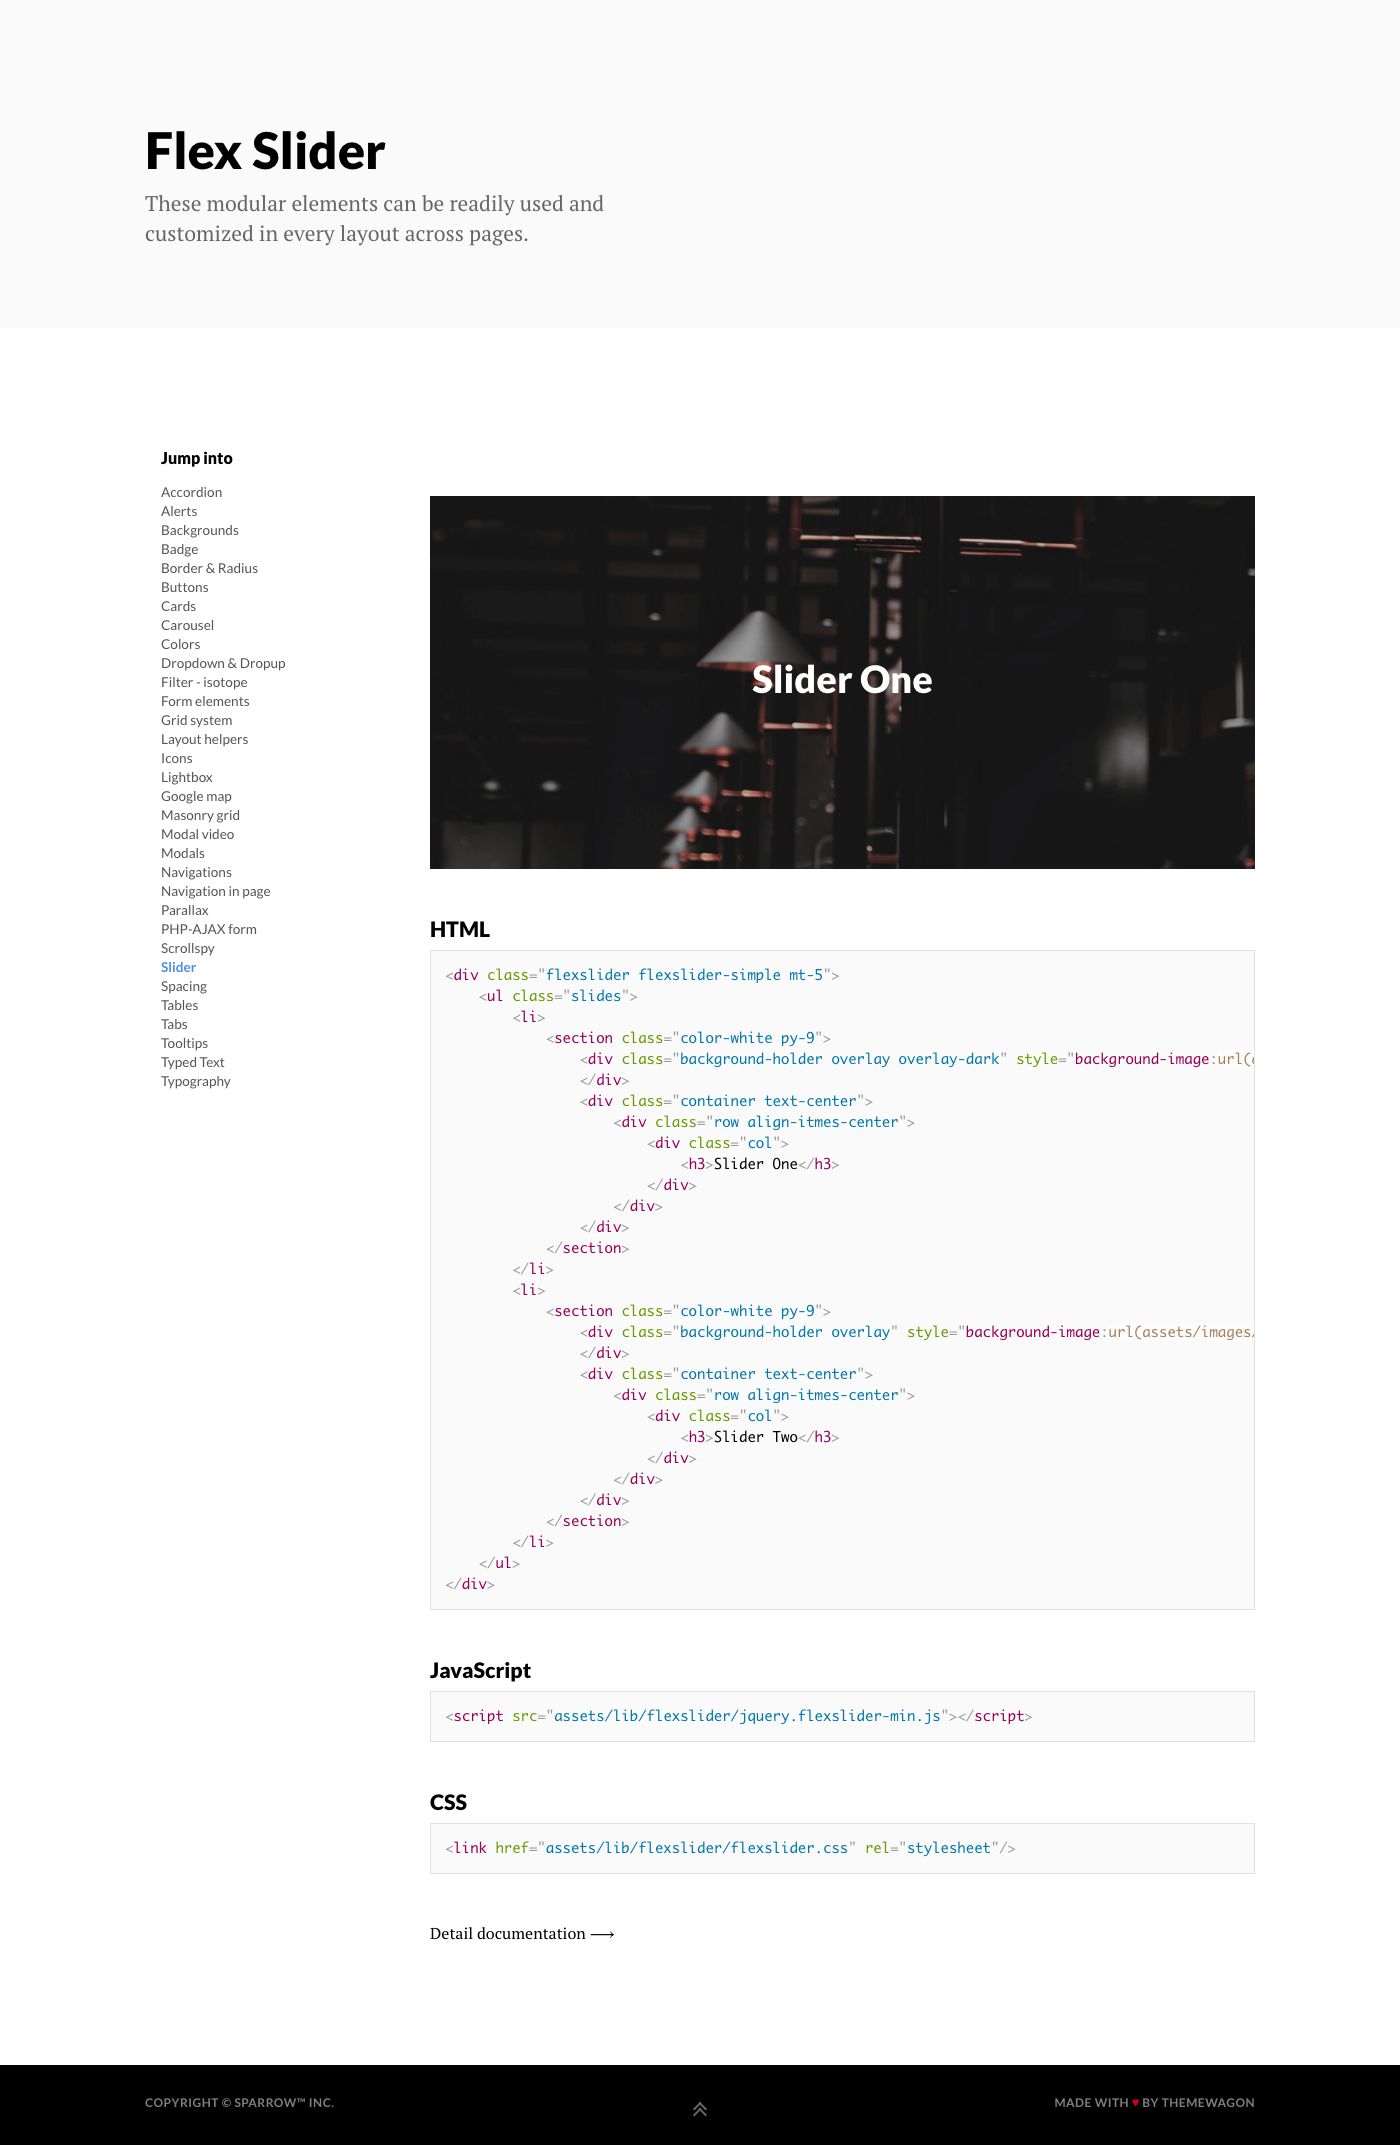 Flex Slider
These modular elements can be readily used and
customized in every layout across pages.
Jump into
Accordion
Alerts
Backgrounds
Badge
Border & Radius
Buttons
Cards
Carousel
Colors
Dropdown & Dropup
Filter - isotope
Form elements
Grid system
Layout helpers
Icons
Lightbox
Google map
Masonry grid
Modal video
Modals
Navigations
Navigation in page
Parallax
PHP-AJAX form
Scrollspy
Slider
Spacing
Tables
Tabs
Tooltips
Typed Text
Typography
Slider One
HTML
<div class="flexslider flexslider-simple mt-5">
    <ul class="slides">
        <li>
            <section class="color-white py-9">
                <div class="background-holder overlay overlay-dark" style="background-image:url(
                </div>
                <div class="container text-center">
                    <div class="row align-itmes-center">
                        <div class="col">
                            <h3>Slider One</h3>
                        </div>
                    </div>
                </div>
            </section>
        </li>
        <li>
            <section class="color-white py-9">
                <div class="background-holder overlay" style="background-image:url(assets/images/
                </div>
                <div class="container text-center">
                    <div class="row align-itmes-center">
                        <div class="col">
                            <h3>Slider Two</h3>
                        </div>
                    </div>
                </div>
            </section>
        </li>
    </ul>
</div>
JavaScript
<script src="assets/lib/flexslider/jquery.flexslider-min.js"></script>
CSS
<link href="assets/lib/flexslider/flexslider.css" rel="stylesheet"/>
Detail documentation ⟶
COPYRIGHT © SPARROW™ INC.
MADE WITH ♥ BY THEMEWAGON